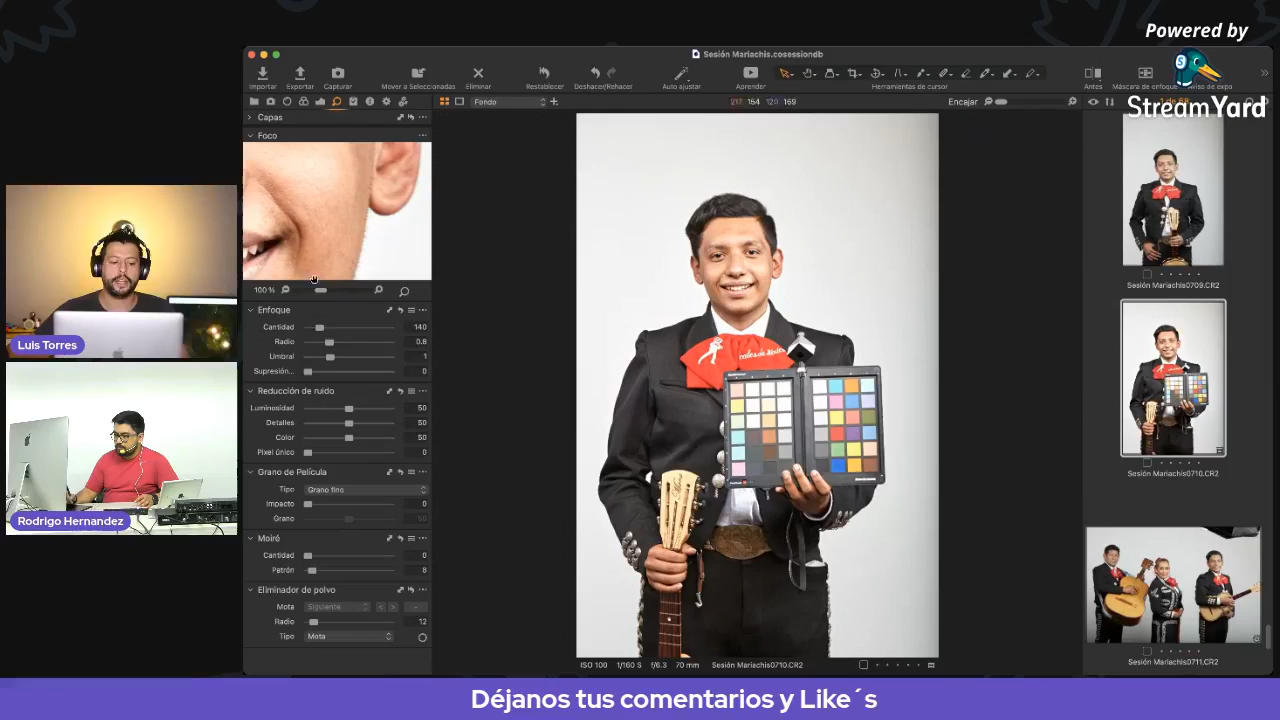 Powered by
StreamYard
Sesión Mariachis.cosessiondb
Importar
Exportar
Capturar
Mover a Seleccionadas
Eliminar
Restablecer
Deshacer/Rehacer
Auto ajustar
Aprender
Herramientas de cursor
Antes
Máscara de enfoque
Fondo
217 154 120 169
Encajar
Capas
Foco
100 %
Enfoque
Cantidad 140
Radio 0.8
Umbral 1
Supresión... 0
Reducción de ruido
Luminosidad 50
Detalles 50
Color 50
Pixel único 0
Grano de Película
Tipo Grano fino
Impacto 0
Grano 50
Moiré
Cantidad 0
Patrón 8
Eliminador de polvo
Mota Siguiente
Radio 12
Tipo Mota
ISO 100 1/160 S f/6.3 70 mm Sesión Mariachis0710.CR2
Sesión Mariachis0709.CR2
Sesión Mariachis0710.CR2
Sesión Mariachis0711.CR2
Luis Torres
Rodrigo Hernandez
Déjanos tus comentarios y Like´s